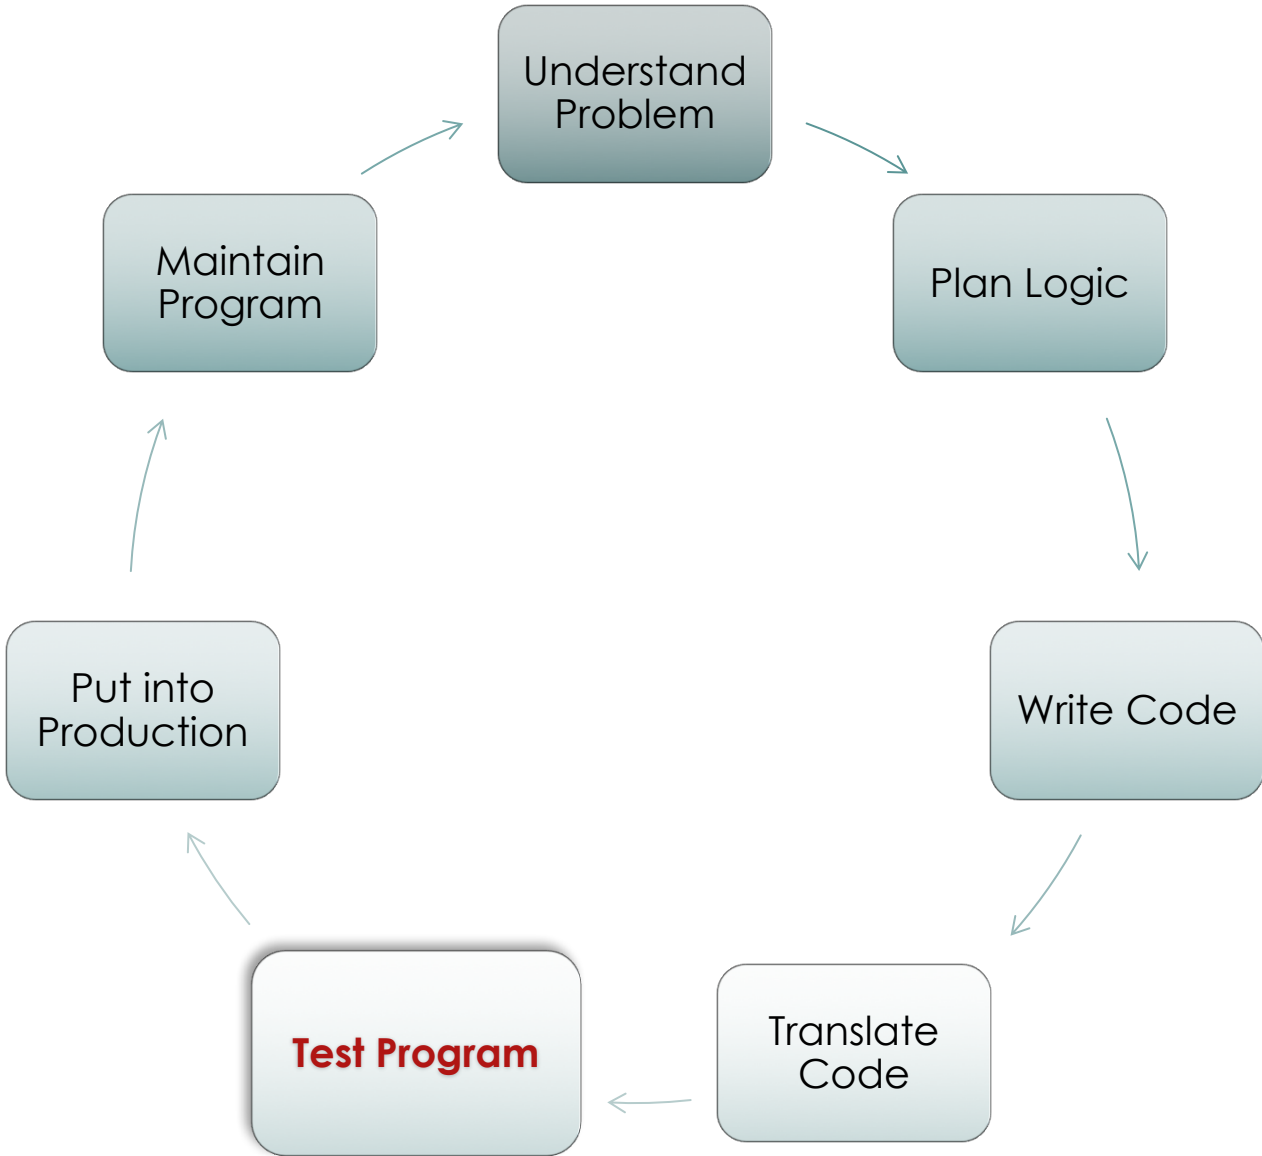 Understand
Problem
Plan Logic
Write Code
Translate
Code
Test Program
Put into
Production
Maintain
Program